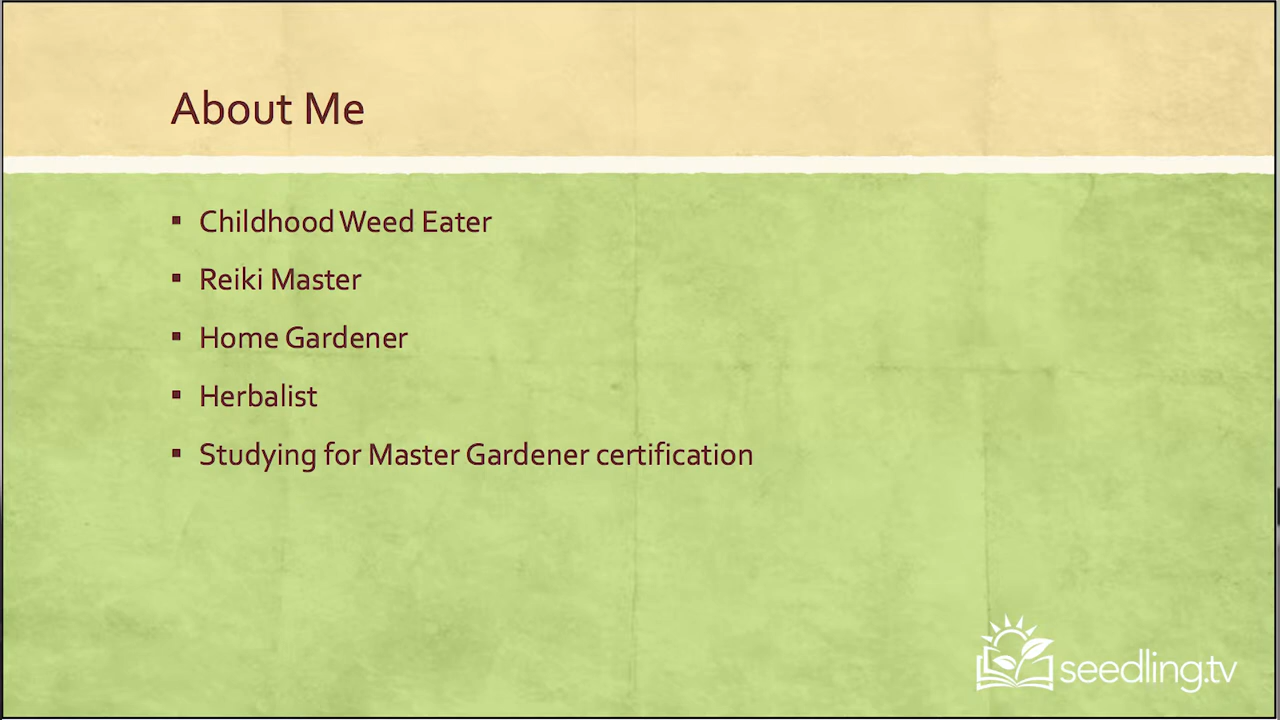 About Me
Childhood Weed Eater
Reiki Master
Home Gardener
Herbalist
Studying for Master Gardener certification
seedling.tv